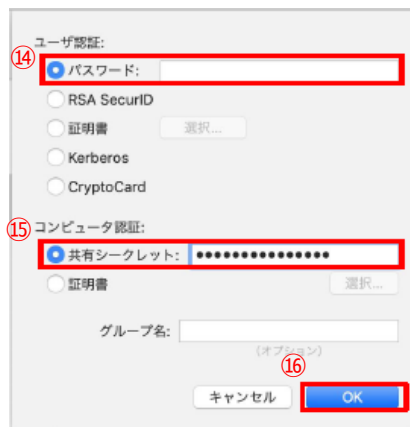 ユーザ認証:
⑭
パスワード:
RSA SecurID
証明書 選択...
Kerberos
CryptoCard
⑮ コンピュータ認証:
共有シークレット: •••••••••••••••
証明書 選択...
グループ名:
(オプション)
⑯
キャンセル OK